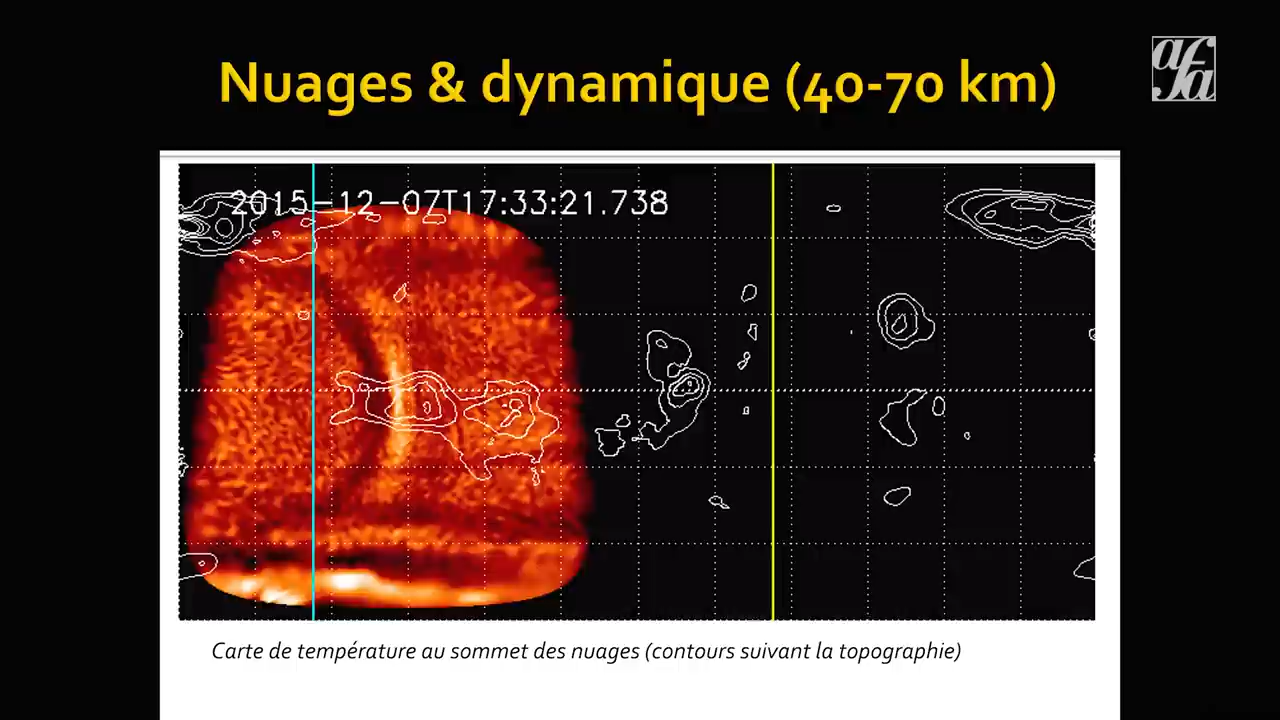 Nuages & dynamique (40-70 km)
afa
2015-12-07T17:33:21.738
Carte de température au sommet des nuages (contours suivant la topographie)